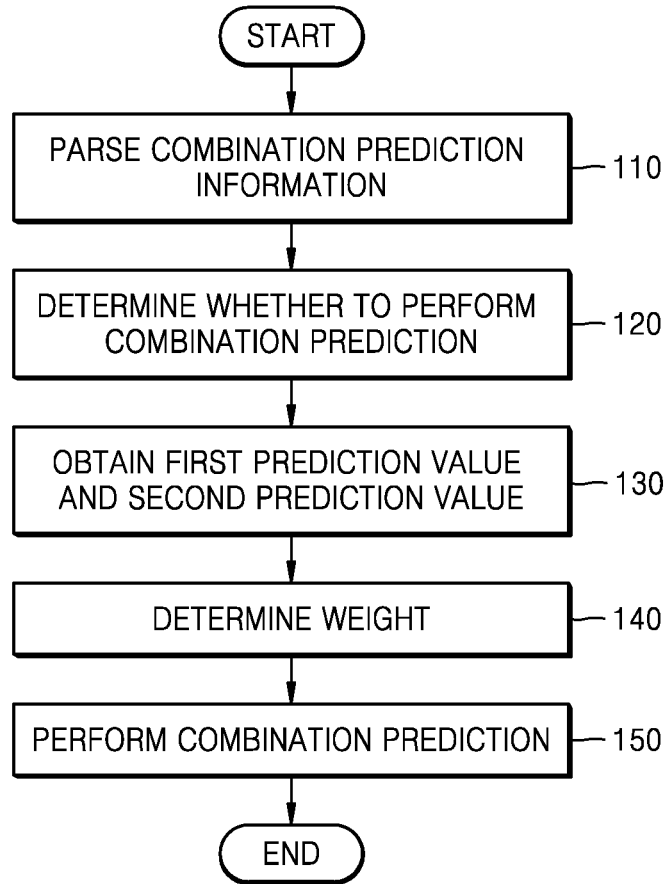 START
PARSE COMBINATION PREDICTION
INFORMATION
110
DETERMINE WHETHER TO PERFORM
COMBINATION PREDICTION
120
OBTAIN FIRST PREDICTION VALUE
AND SECOND PREDICTION VALUE
130
DETERMINE WEIGHT
140
PERFORM COMBINATION PREDICTION
150
END